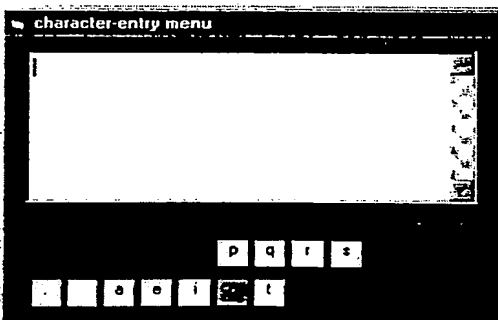 character-entry menu
p q r s
. a e i t